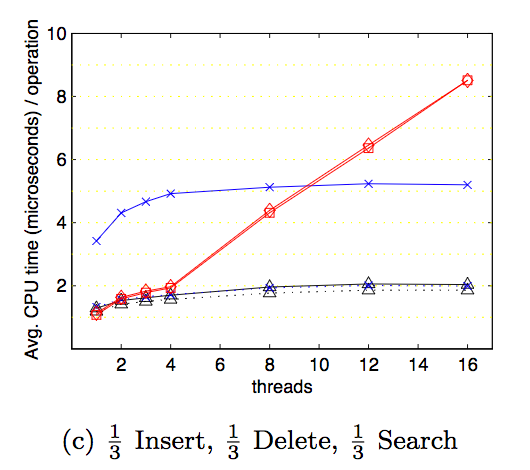 Avg. CPU time (microseconds) / operation
10
8
6
4
2
2 4 6 8 10 12 14 16
threads
(c) 1/3 Insert, 1/3 Delete, 1/3 Search